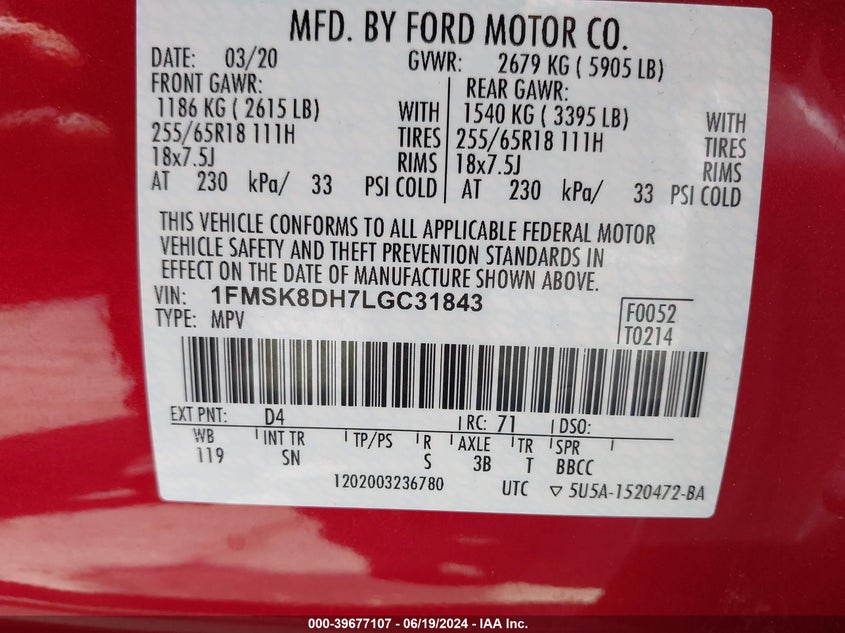 MFD. BY FORD MOTOR CO.
DATE: 03/20 GVWR: 2679 KG ( 5905 LB)
FRONT GAWR: REAR GAWR:
1186 KG ( 2615 LB) WITH 1540 KG ( 3395 LB) WITH
255/65R18 111H TIRES 255/65R18 111H TIRES
18x7.5J RIMS 18x7.5J RIMS
AT 230 kPa/ 33 PSI COLD AT 230 kPa/ 33 PSI COLD
THIS VEHICLE CONFORMS TO ALL APPLICABLE FEDERAL MOTOR
VEHICLE SAFETY AND THEFT PREVENTION STANDARDS IN
EFFECT ON THE DATE OF MANUFACTURE SHOWN ABOVE.
VIN: 1FMSK8DH7LGC31843
TYPE: MPV
F0052
T0214
EXT PNT: D4 RC: 71 DSO:
WB INT TR TP/PS R AXLE TR SPR
119 SN S 3B T BBCC
1202003236780 UTC ▽ 5U5A-1520472-BA
000-39677107 - 06/19/2024 - IAA Inc.